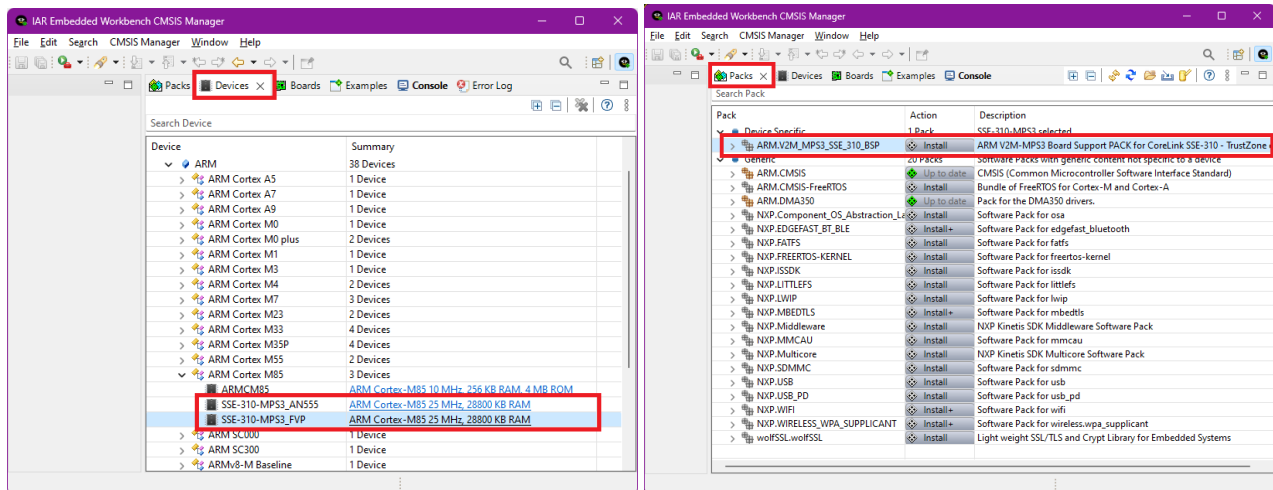 IAR Embedded Workbench CMSIS Manager
File Edit Search CMSIS Manager Window Help
Packs Devices Boards Examples Console Error Log
Search Device
Device Summary
ARM 38 Devices
ARM Cortex A5 1 Device
ARM Cortex A7 1 Device
ARM Cortex A9 1 Device
ARM Cortex M0 1 Device
ARM Cortex M0 plus 2 Devices
ARM Cortex M1 1 Device
ARM Cortex M3 1 Device
ARM Cortex M4 2 Devices
ARM Cortex M7 3 Devices
ARM Cortex M23 2 Devices
ARM Cortex M33 4 Devices
ARM Cortex M35P 4 Devices
ARM Cortex M55 2 Devices
ARM Cortex M85 3 Devices
ARMCM85 ARM Cortex-M85 10 MHz, 256 KB RAM, 4 MB ROM
SSE-310-MPS3_AN555 ARM Cortex-M85 25 MHz, 28800 KB RAM
SSE-310-MPS3_FVP ARM Cortex-M85 25 MHz, 28800 KB RAM
ARM SC000 1 Device
ARM SC300 1 Device
ARMv8-M Baseline 1 Device
IAR Embedded Workbench CMSIS Manager
File Edit Search CMSIS Manager Window Help
Packs Devices Boards Examples Console
Search Pack
Pack Action Description
Device Specific 1 Pack SSE-310-MPS3 selected
ARM.V2M_MPS3_SSE_310_BSP Install ARM V2M-MPS3 Board Support PACK for CoreLink SSE-310 - TrustZone
Generic 20 Packs Software Packs with generic content not specific to a device
ARM.CMSIS Up to date CMSIS (Common Microcontroller Software Interface Standard)
ARM.CMSIS-FreeRTOS Install Bundle of FreeRTOS for Cortex-M and Cortex-A
ARM.DMA350 Up to date Pack for the DMA350 drivers.
NXP.Component_OS_Abstraction_La Install Software Pack for osa
NXP.EDGEFAST_BT_BLE Install+ Software Pack for edgefast_bluetooth
NXP.FATFS Install Software Pack for fatfs
NXP.FREERTOS-KERNEL Install Software Pack for freertos-kernel
NXP.ISSDK Install Software Pack for issdk
NXP.LITTLEFS Install Software Pack for littlefs
NXP.LWIP Install Software Pack for lwip
NXP.MBEDTLS Install+ Software Pack for mbedtls
NXP.Middleware Install NXP Kinetis SDK Middleware Software Pack
NXP.MMCAU Install Software Pack for mmcau
NXP.Multicore Install NXP Kinetis SDK Multicore Software Pack
NXP.SDMMC Install Software Pack for sdmmc
NXP.USB Install Software Pack for usb
NXP.USB_PD Install Software Pack for usb_pd
NXP.WIFI Install+ Software Pack for wifi
NXP.WIRELESS_WPA_SUPPLICANT Install+ Software Pack for wireless.wpa_supplicant
wolfSSL.wolfSSL Install Light weight SSL/TLS and Crypt Library for Embedded Systems